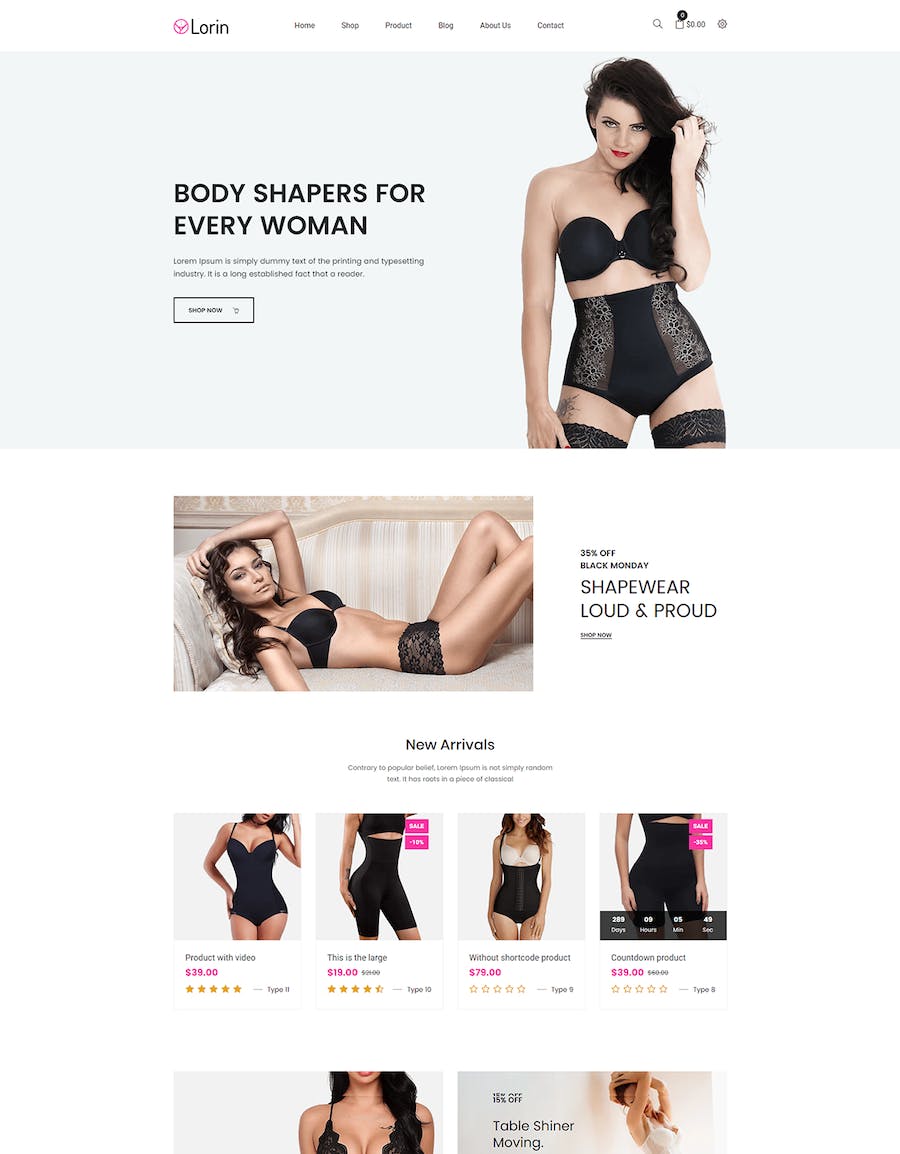 Lorin
Home Shop Product Blog About Us Contact
0
$0.00
BODY SHAPERS FOR
EVERY WOMAN
Lorem Ipsum is simply dummy text of the printing and typesetting
industry. It is a long established fact that a reader.
SHOP NOW
35% OFF
BLACK MONDAY
SHAPEWEAR
LOUD & PROUD
SHOP NOW
New Arrivals
Contrary to popular belief, Lorem Ipsum is not simply random
text. It has roots in a piece of classical
SALE
-10%
SALE
-35%
289 09 05 49
Days Hours Min Sec
Product with video
$39.00
Type 11
This is the large
$19.00 $21.00
Type 10
Without shortcode product
$79.00
Type 9
Countdown product
$39.00 $60.00
Type 8
15% OFF
Table Shiner
Moving.